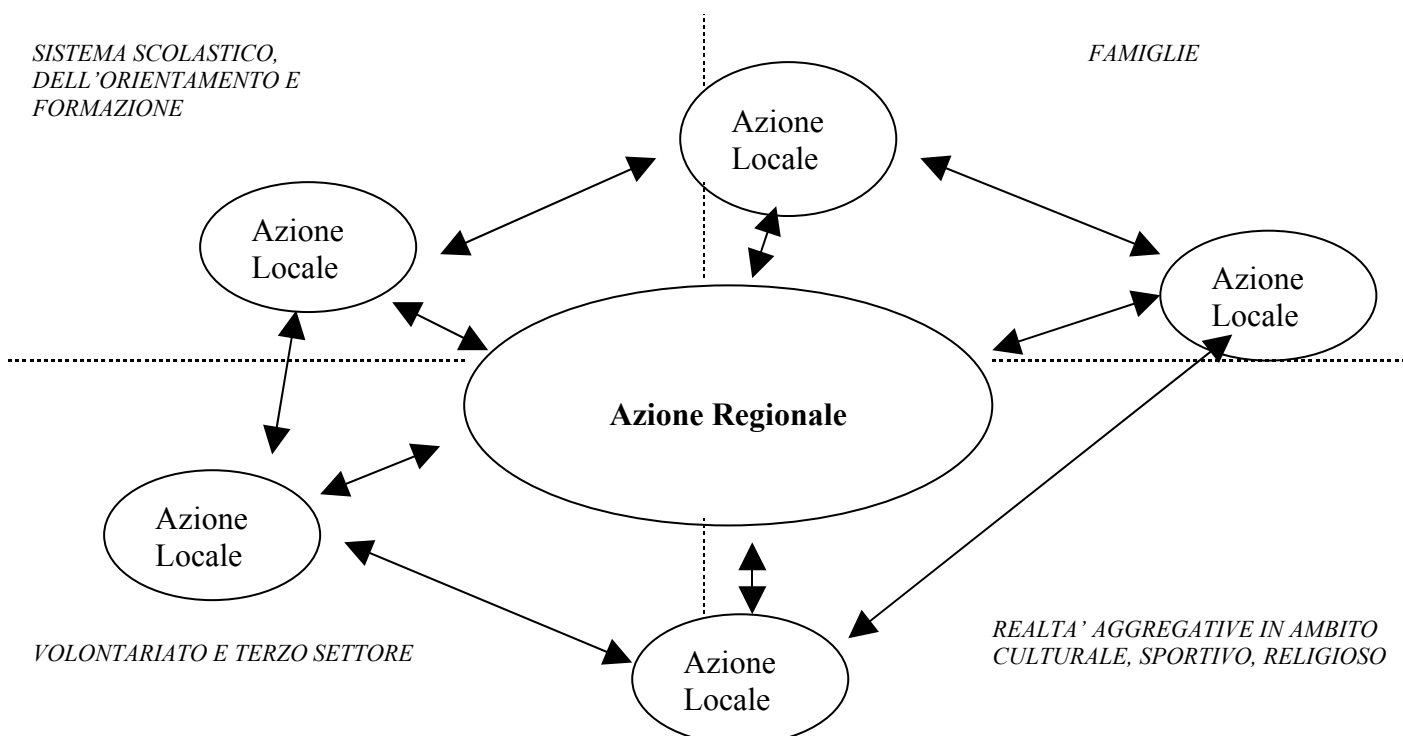 SISTEMA SCOLASTICO,
DELL’ORIENTAMENTO E
FORMAZIONE
FAMIGLIE
Azione
Locale
Azione
Locale
Azione
Locale
Azione Regionale
Azione
Locale
VOLONTARIATO E TERZO SETTORE
Azione
Locale
REALTA’ AGGREGATIVE IN AMBITO
CULTURALE, SPORTIVO, RELIGIOSO